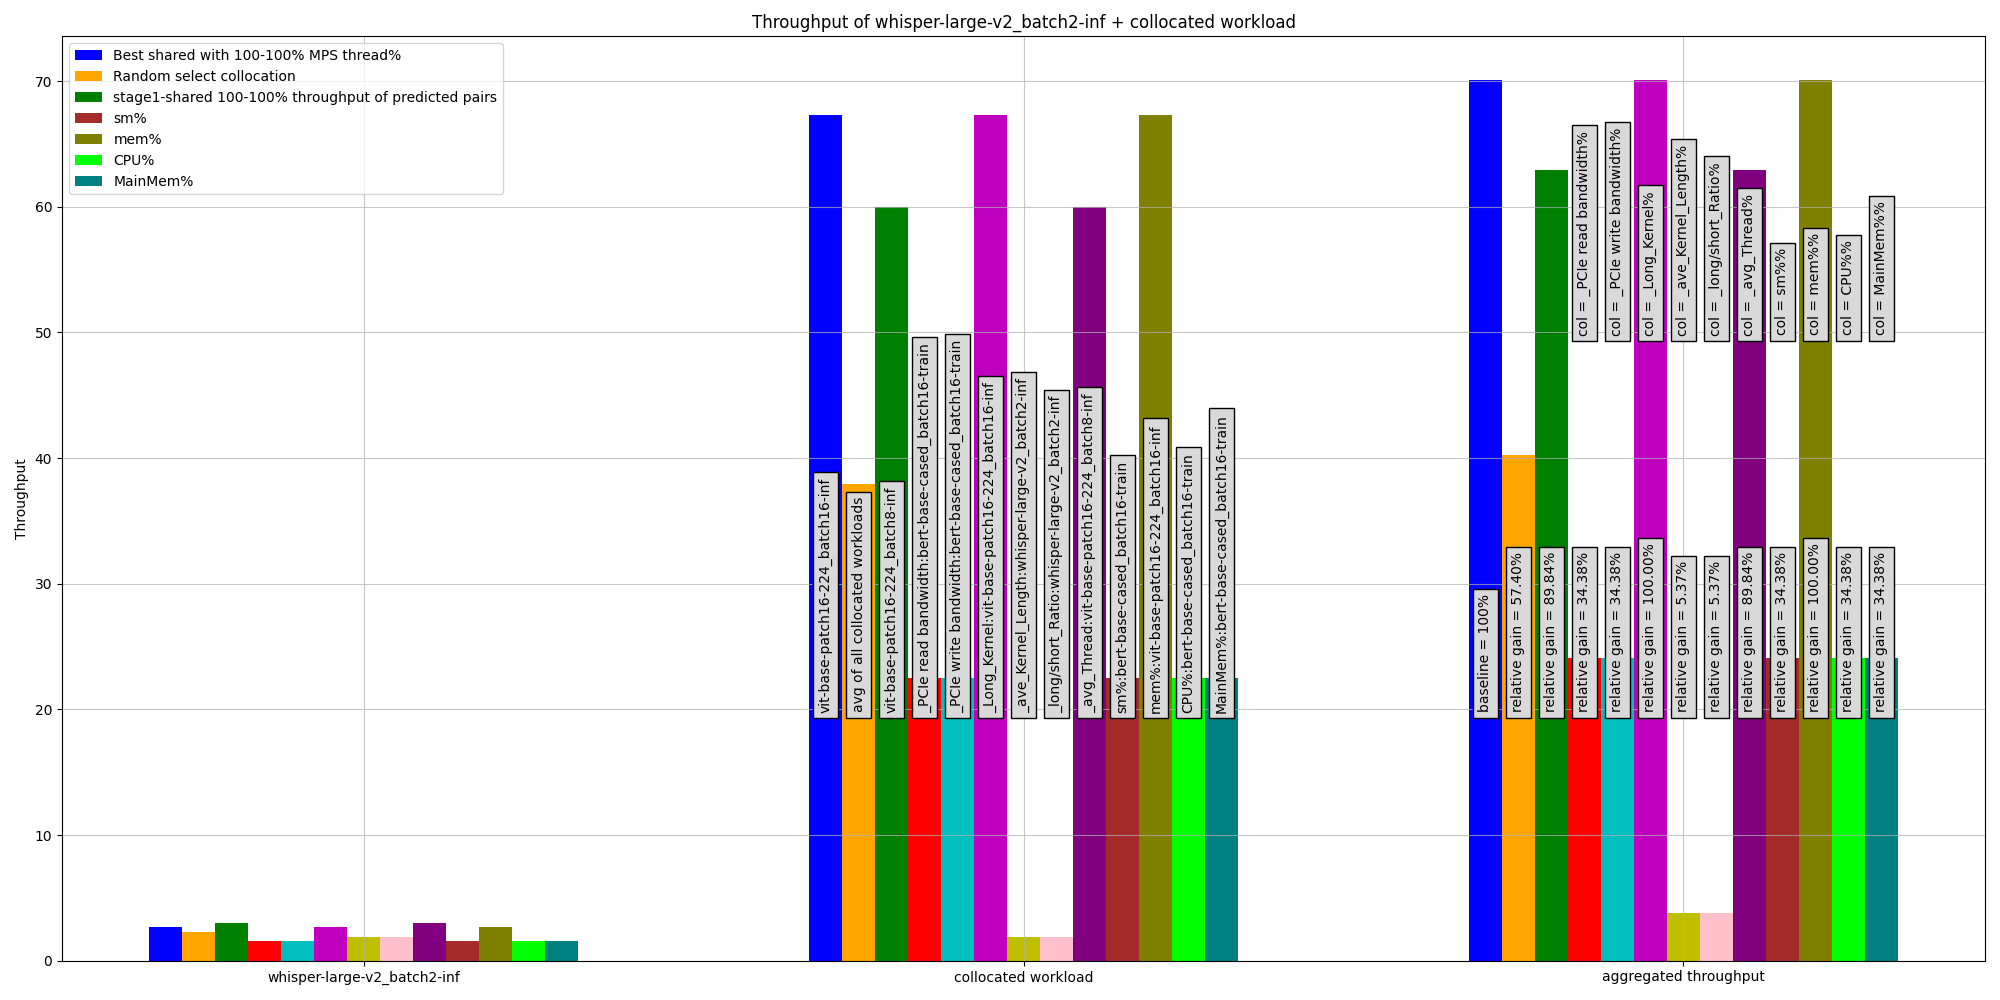 Throughput of whisper-large-v2_batch2-inf + collocated workload
Best shared with 100-100% MPS thread%
Random select collocation
stage1-shared 100-100% throughput of predicted pairs
sm%
mem%
CPU%
MainMem%
Throughput
70
60
50
40
30
20
10
0
vit-base-patch16-224_batch16-inf
avg of all collocated workloads
vit-base-patch16-224_batch8-inf
_PCIe read bandwidth:bert-base-cased_batch16-train
_PCIe write bandwidth:bert-base-cased_batch16-train
_Long_Kernel:vit-base-patch16-224_batch16-inf
_ave_Kernel_Length:whisper-large-v2_batch2-inf
_long/short_Ratio:whisper-large-v2_batch2-inf
_avg_Thread:vit-base-patch16-224_batch8-inf
sm%:bert-base-cased_batch16-train
mem%:vit-base-patch16-224_batch16-inf
CPU%:bert-base-cased_batch16-train
MainMem%:bert-base-cased_batch16-train
col = _PCIe read bandwidth%
col = _PCIe write bandwidth%
col = _Long_Kernel%
col = _ave_Kernel_Length%
col = _long/short_Ratio%
col = _avg_Thread%
col = sm%%
col = mem%%
col = CPU%%
col = MainMem%%
baseline = 100%
relative gain = 57.40%
relative gain = 89.84%
relative gain = 34.38%
relative gain = 34.38%
relative gain = 100.00%
relative gain = 5.37%
relative gain = 5.37%
relative gain = 89.84%
relative gain = 34.38%
relative gain = 100.00%
relative gain = 34.38%
relative gain = 34.38%
whisper-large-v2_batch2-inf
collocated workload
aggregated throughput